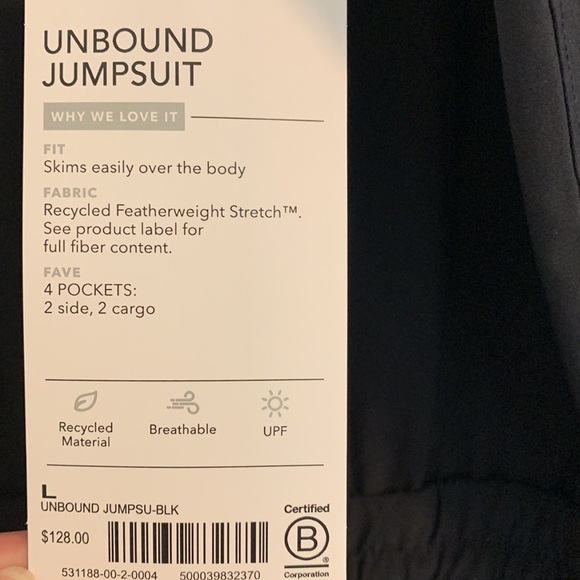 UNBOUND
JUMPSUIT
WHY WE LOVE IT
FIT
Skims easily over the body
FABRIC
Recycled Featherweight Stretch™.
See product label for
full fiber content.
FAVE
4 POCKETS:
2 side, 2 cargo
Recycled
Material
Breathable
UPF
L
UNBOUND JUMPSU-BLK
$128.00
531188-00-2-0004 500039832370
Certified
B
®
Corporation